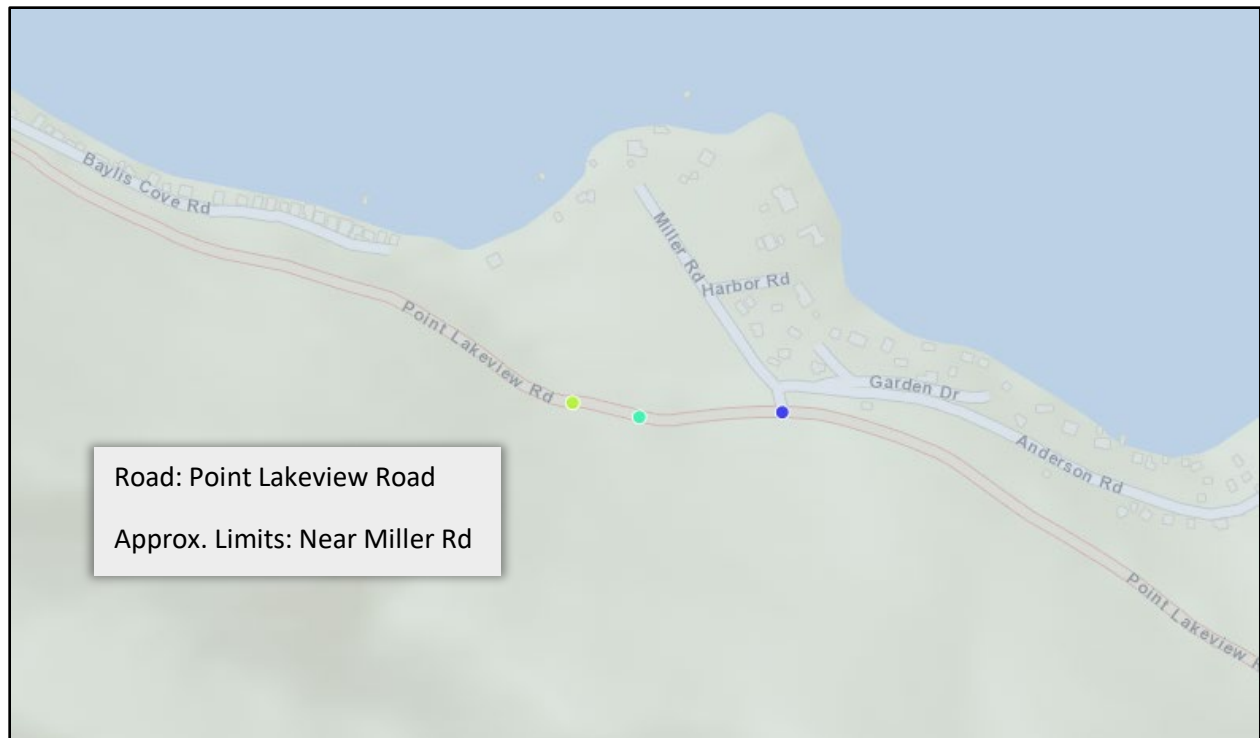 Baylis Cove Rd
Miller Rd
Harbor Rd
Point Lakeview Rd
Garden Dr
Anderson Rd
Road: Point Lakeview Road
Approx. Limits: Near Miller Rd
Point Lakeview R